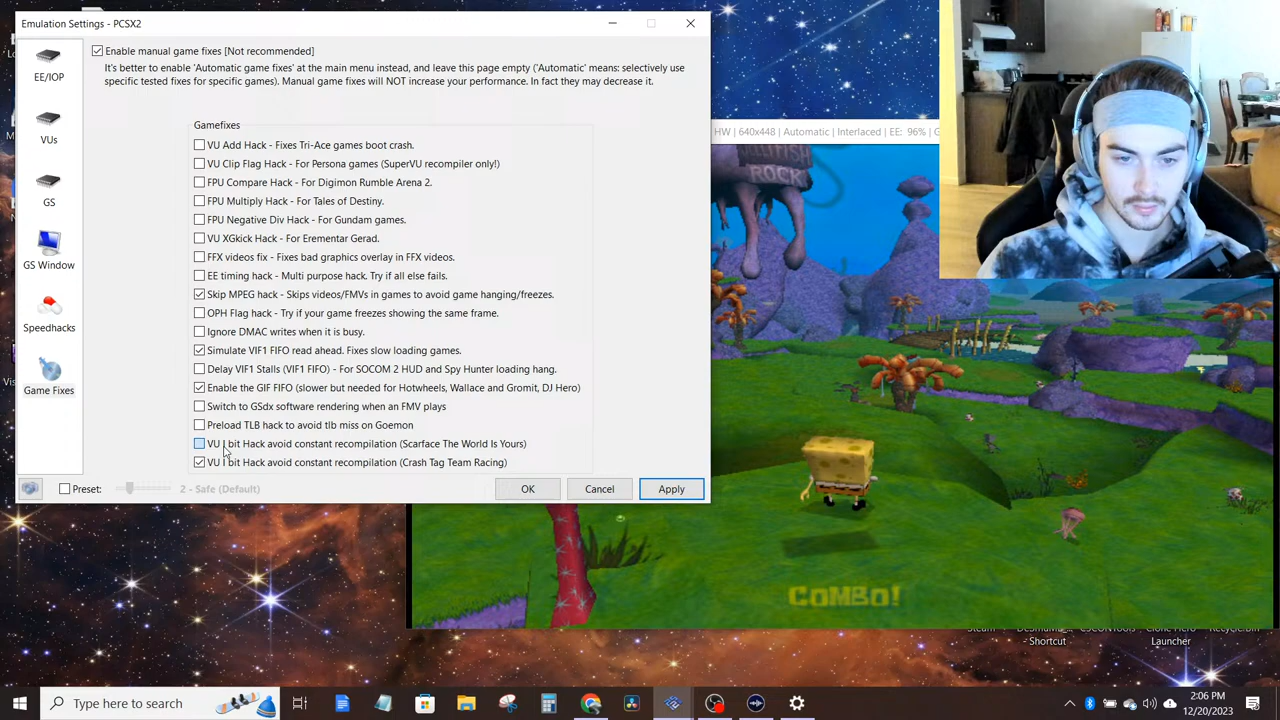 Emulation Settings - PCSX2
Enable manual game fixes [Not recommended]
It's better to enable 'Automatic game fixes' at the main menu instead, and leave this page empty ('Automatic' means: selectively use
specific tested fixes for specific games). Manual game fixes will NOT increase your performance. In fact they may decrease it.
EE/IOP
VUs
GS
GS Window
Speedhacks
Game Fixes
Gamefixes
VU Add Hack - Fixes Tri-Ace games boot crash.
VU Clip Flag Hack - For Persona games (SuperVU recompiler only!)
FPU Compare Hack - For Digimon Rumble Arena 2.
FPU Multiply Hack - For Tales of Destiny.
FPU Negative Div Hack - For Gundam games.
VU XGkick Hack - For Erementar Gerad.
FFX videos fix - Fixes bad graphics overlay in FFX videos.
EE timing hack - Multi purpose hack. Try if all else fails.
Skip MPEG hack - Skips videos/FMVs in games to avoid game hanging/freezes.
OPH Flag hack - Try if your game freezes showing the same frame.
Ignore DMAC writes when it is busy.
Simulate VIF1 FIFO read ahead. Fixes slow loading games.
Delay VIF1 Stalls (VIF1 FIFO) - For SOCOM 2 HUD and Spy Hunter loading hang.
Enable the GIF FIFO (slower but needed for Hotwheels, Wallace and Gromit, DJ Hero)
Switch to GSdx software rendering when an FMV plays
Preload TLB hack to avoid tlb miss on Goemon
VU I bit Hack avoid constant recompilation (Scarface The World Is Yours)
VU I bit Hack avoid constant recompilation (Crash Tag Team Racing)
Preset:
2 - Safe (Default)
OK
Cancel
Apply
HW | 640x448 | Automatic | Interlaced | EE: 96% | G
ROCK
COMBO!
- Shortcut
Launcher
Type here to search
2:06 PM
12/20/2023